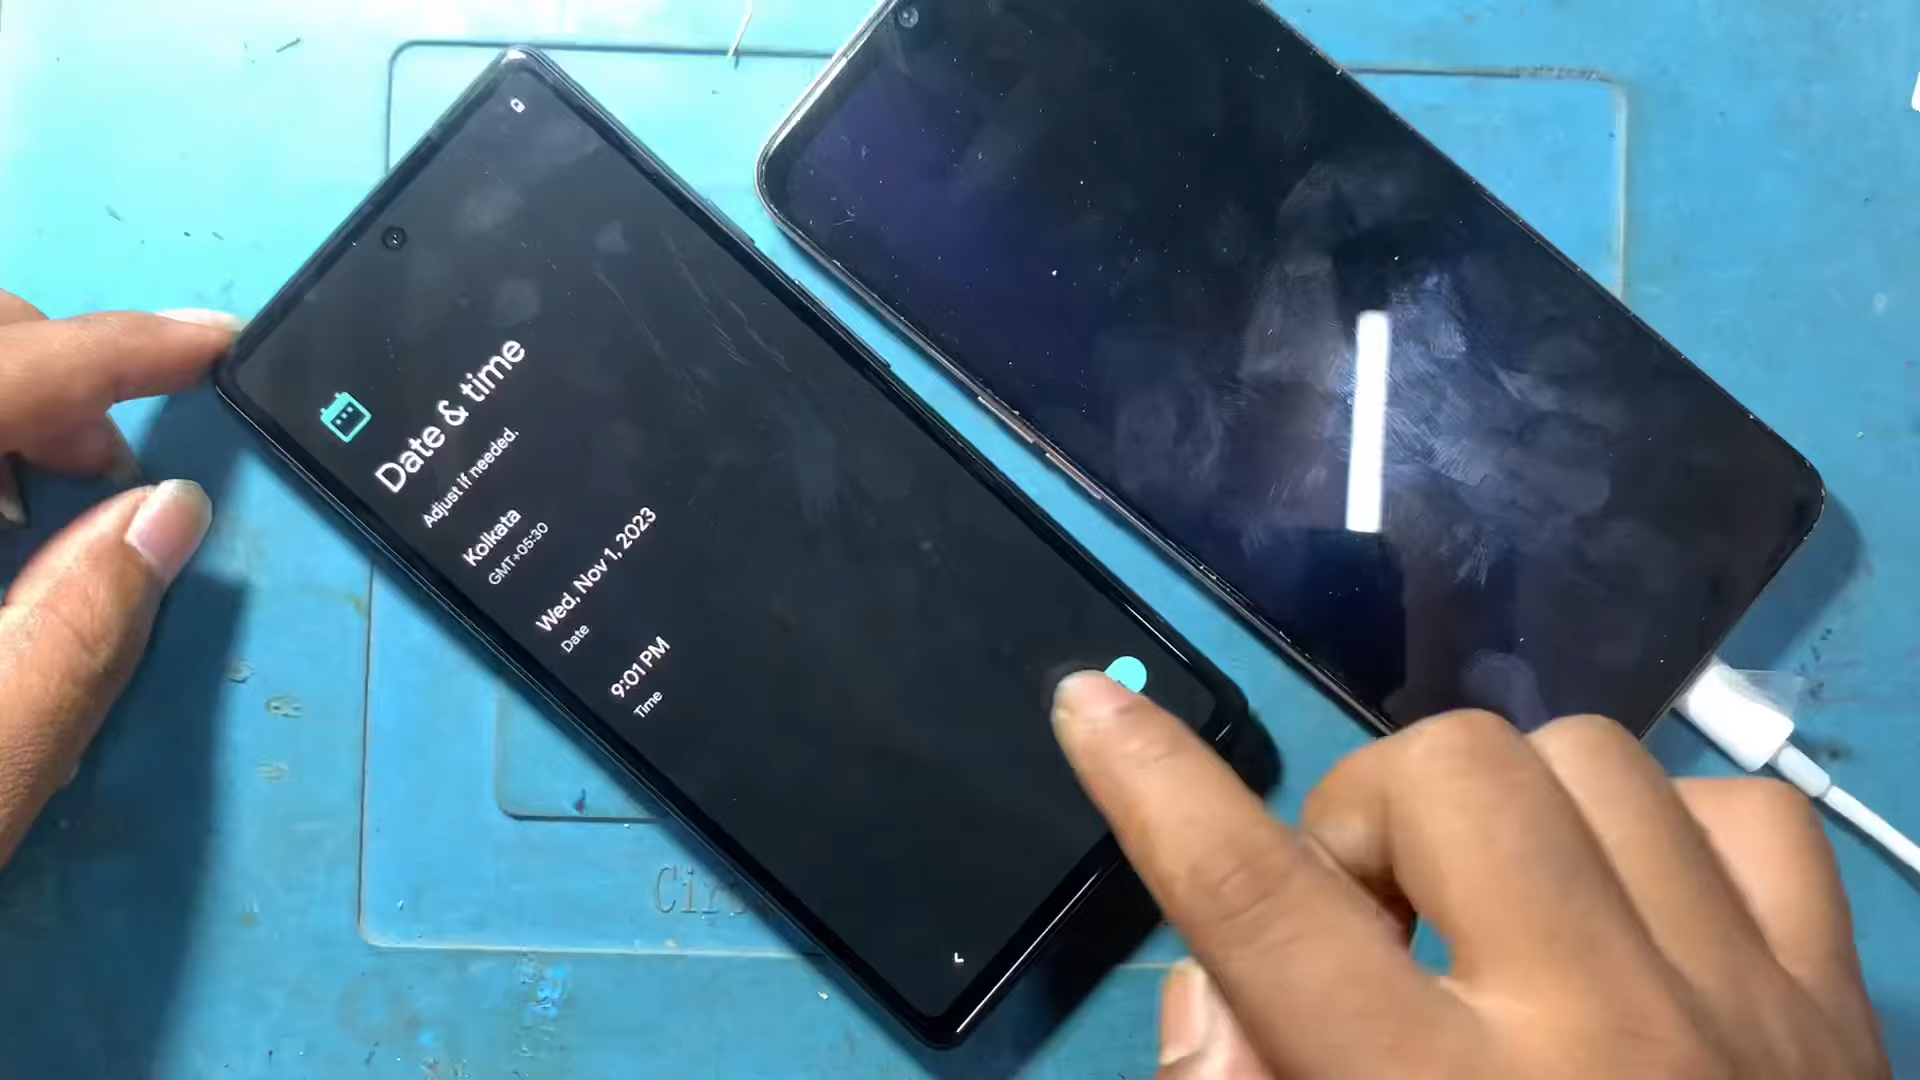 Date & time
Adjust if needed.
Kolkata
GMT+05:30
Wed, Nov 1, 2023
Date
9:01 PM
Time